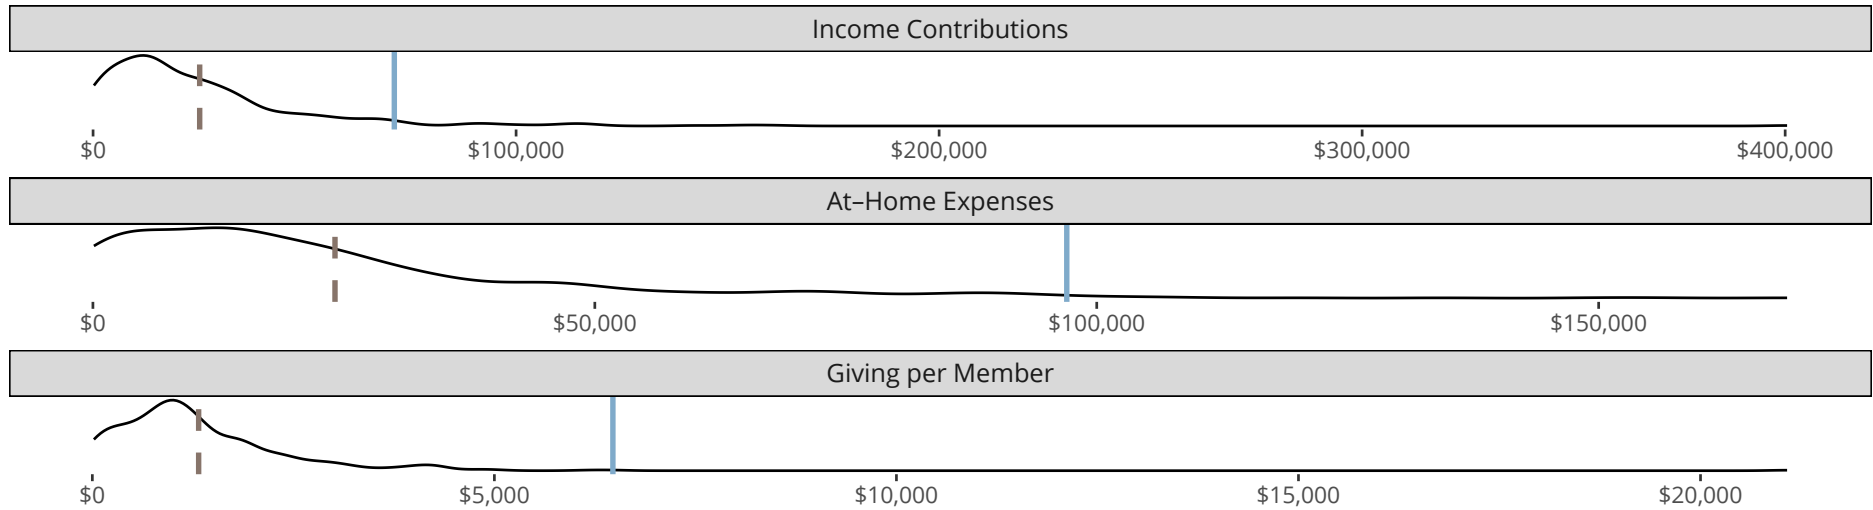 Income Contributions
$0 $100,000 $200,000 $300,000 $400,000
At–Home Expenses
$0 $50,000 $100,000 $150,000
Giving per Member
$0 $5,000 $10,000 $15,000 $20,000